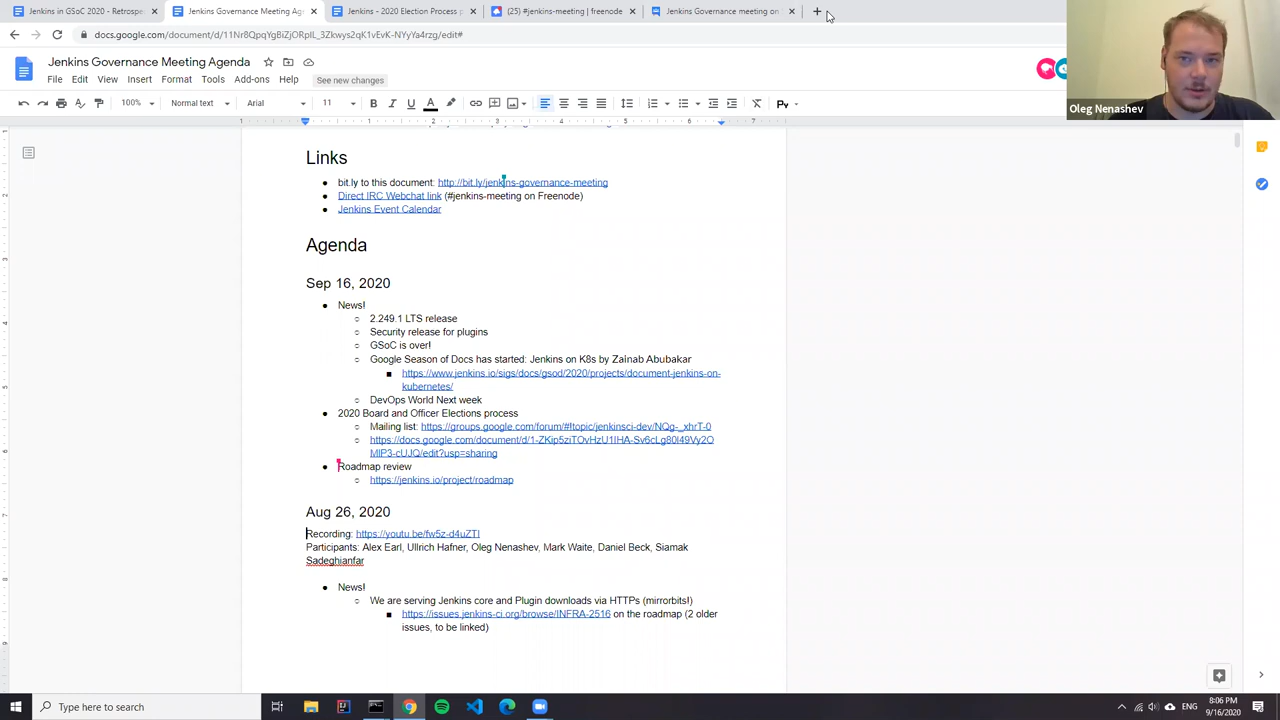 Jenkins in GSoC 2020 - Retrospe
Jenkins Governance Meeting Age
Jenkins - 2020 Election Process p
(25) #jenkins-meeting | freenode
Jenkins Governance meeting on
docs.google.com/document/d/11Nr8QpqYgBiZjORpIL_3Zkwys2qK1vEvK-NYyYa4rzg/edit#
Jenkins Governance Meeting Agenda
File Edit View Insert Format Tools Add-ons Help See new changes
100% Normal text Arial 11
Oleg Nenashev
Links
bit.ly to this document: http://bit.ly/jenkins-governance-meeting
Direct IRC Webchat link (#jenkins-meeting on Freenode)
Jenkins Event Calendar
Agenda
Sep 16, 2020
News!
2.249.1 LTS release
Security release for plugins
GSoC is over!
Google Season of Docs has started: Jenkins on K8s by Zainab Abubakar
https://www.jenkins.io/sigs/docs/gsod/2020/projects/document-jenkins-on-
kubernetes/
DevOps World Next week
2020 Board and Officer Elections process
Mailing list: https://groups.google.com/forum/#!topic/jenkinsci-dev/NQg-_xhrT-0
https://docs.google.com/document/d/1-ZKip5ziTOvHzU1IHA-Sv6cLg80I49Vy2O
MIP3-cUJQ/edit?usp=sharing
Roadmap review
https://jenkins.io/project/roadmap
Aug 26, 2020
Recording: https://youtu.be/fw5z-d4uZTI
Participants: Alex Earl, Ullrich Hafner, Oleg Nenashev, Mark Waite, Daniel Beck, Siamak
Sadeghianfar
News!
We are serving Jenkins core and Plugin downloads via HTTPs (mirrorbits!)
https://issues.jenkins-ci.org/browse/INFRA-2516 on the roadmap (2 older
issues, to be linked)
Type here to search
8:06 PM
9/16/2020